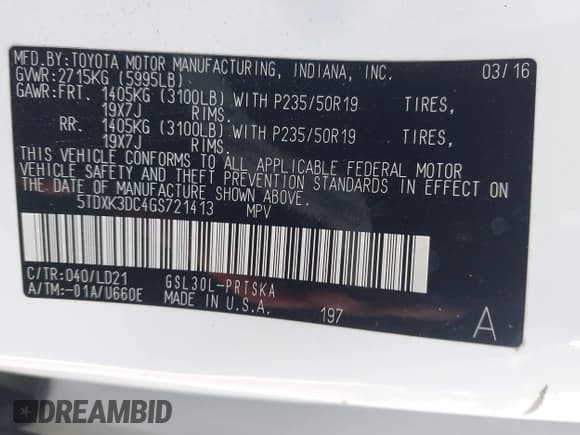 MFD.BY:TOYOTA MOTOR MANUFACTURING, INDIANA, INC. 03/16
GVWR:2715KG (5995LB)
GAWR:FRT. 1405KG (3100LB) WITH P235/50R19 TIRES,
19X7J RIMS.
RR. 1405KG (3100LB) WITH P235/50R19 TIRES,
19X7J RIMS.
THIS VEHICLE CONFORMS TO ALL APPLICABLE FEDERAL MOTOR
VEHICLE SAFETY AND THEFT PREVENTION STANDARDS IN EFFECT ON
THE DATE OF MANUFACTURE SHOWN ABOVE.
5TDXK3DC4GS721413 MPV
C/TR:040/LD21 GSL30L-PRTSKA
A/TM:-01A/U660E MADE IN U.S.A. 197 A
DREAMBID